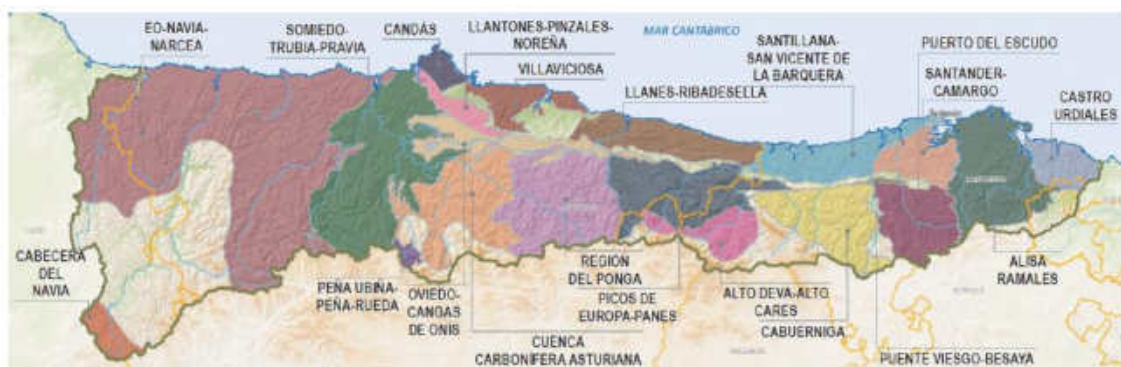 EO-NAVIA-
NARCEA
SOMIEDO-
TRUBIA-PRAVIA
CANDÁS
LLANTONES-PINZALES-
NOREÑA
VILLAVICIOSA
MAR CANTÁBRICO
LLANES-RIBADESELLA
SANTILLANA-
SAN VICENTE DE
LA BARQUERA
PUERTO DEL ESCUDO
SANTANDER-
CAMARGO
CASTRO
URDIALES
CABECERA
DEL
NAVIA
PEÑA UBIÑA-
PEÑA-RUEDA
OVIEDO-
CANGAS
DE ONÍS
CUENCA
CARBONÍFERA ASTURIANA
REGION
DEL PONGA
PICOS DE
EUROPA-PANES
ALTO DEVA-ALTO
CARES
CABUERNIGA
PUENTE VIESGO-BESAYA
ALISA
RAMALES